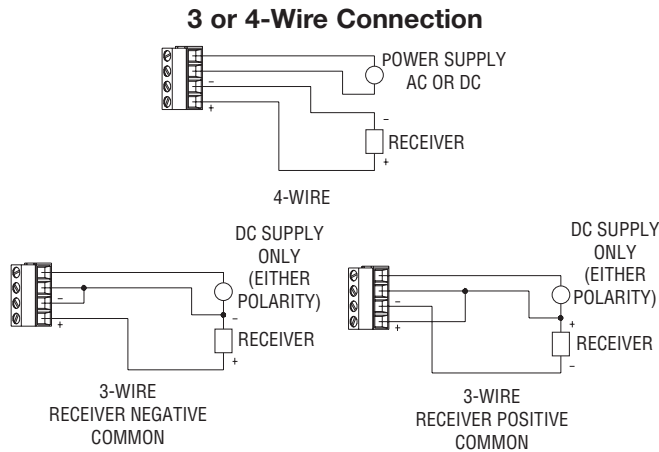 3 or 4-Wire Connection
POWER SUPPLY
AC OR DC
-
+
-
RECEIVER
+
4-WIRE
DC SUPPLY
ONLY
(EITHER
POLARITY)
-
+
-
RECEIVER
+
3-WIRE
RECEIVER NEGATIVE
COMMON
DC SUPPLY
ONLY
(EITHER
POLARITY)
-
+
+
RECEIVER
-
3-WIRE
RECEIVER POSITIVE
COMMON